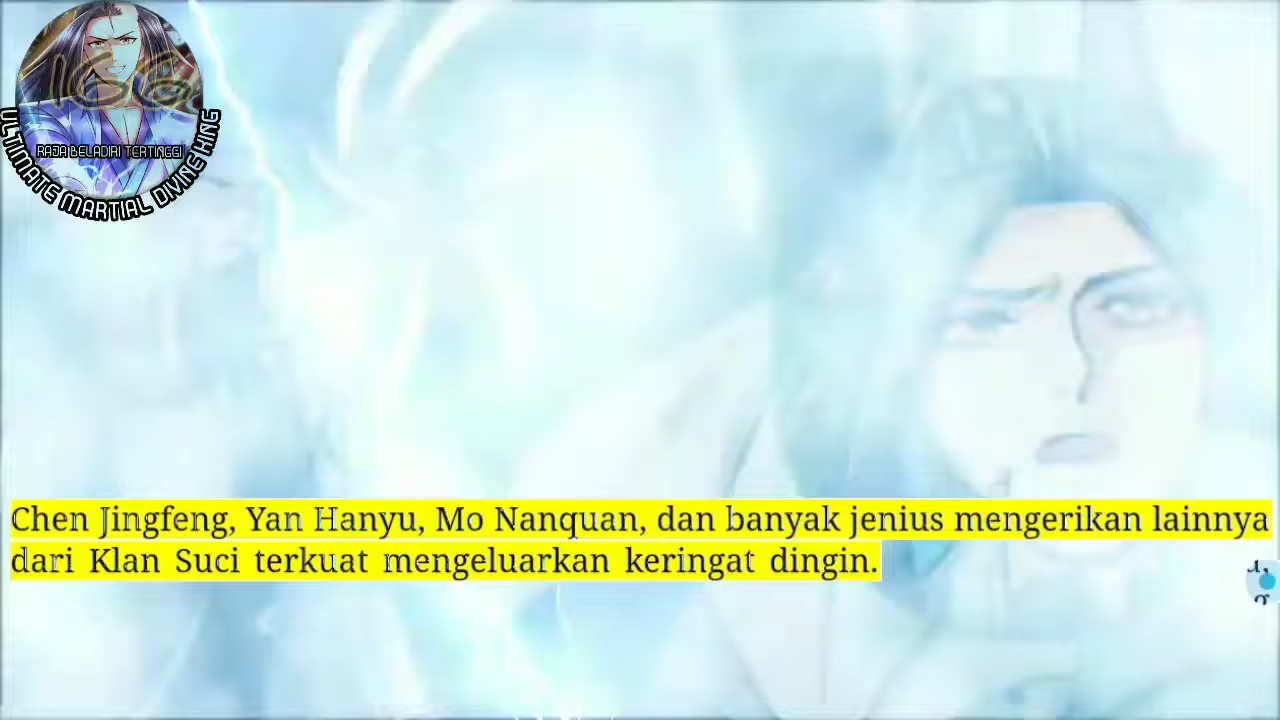 RAJA BELADIRI TERTINGGI
ULTIMATE MARTIAL DIVINE KING
Chen Jingfeng, Yan Hanyu, Mo Nanquan, dan banyak jenius mengerikan lainnya
dari Klan Suci terkuat mengeluarkan keringat dingin.